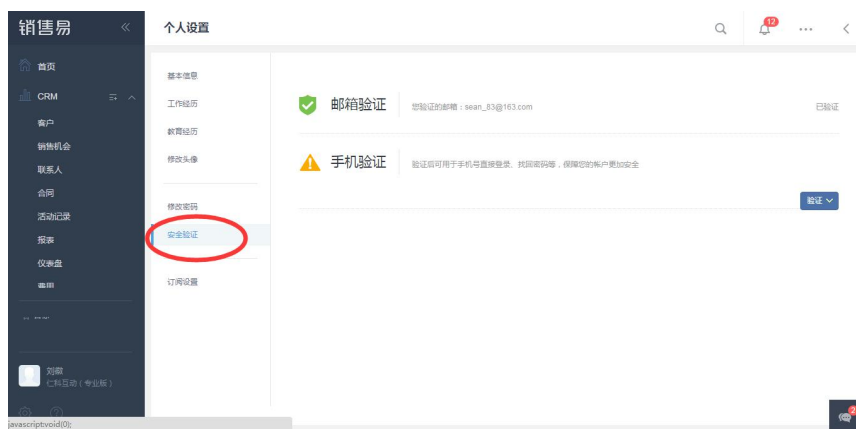 销售易
个人设置
12
首页
CRM
客户
销售机会
联系人
合同
活动记录
报表
仪表盘
费用
刘徽
仁科互动（专业版）
javascript:void(0);
基本信息
工作经历
教育经历
修改头像
修改密码
安全验证
订阅设置
邮箱验证
您验证的邮箱：sean_83@163.com
已验证
手机验证
验证后可用于手机号直接登录、找回密码等，保障您的帐户更加安全
验证
2